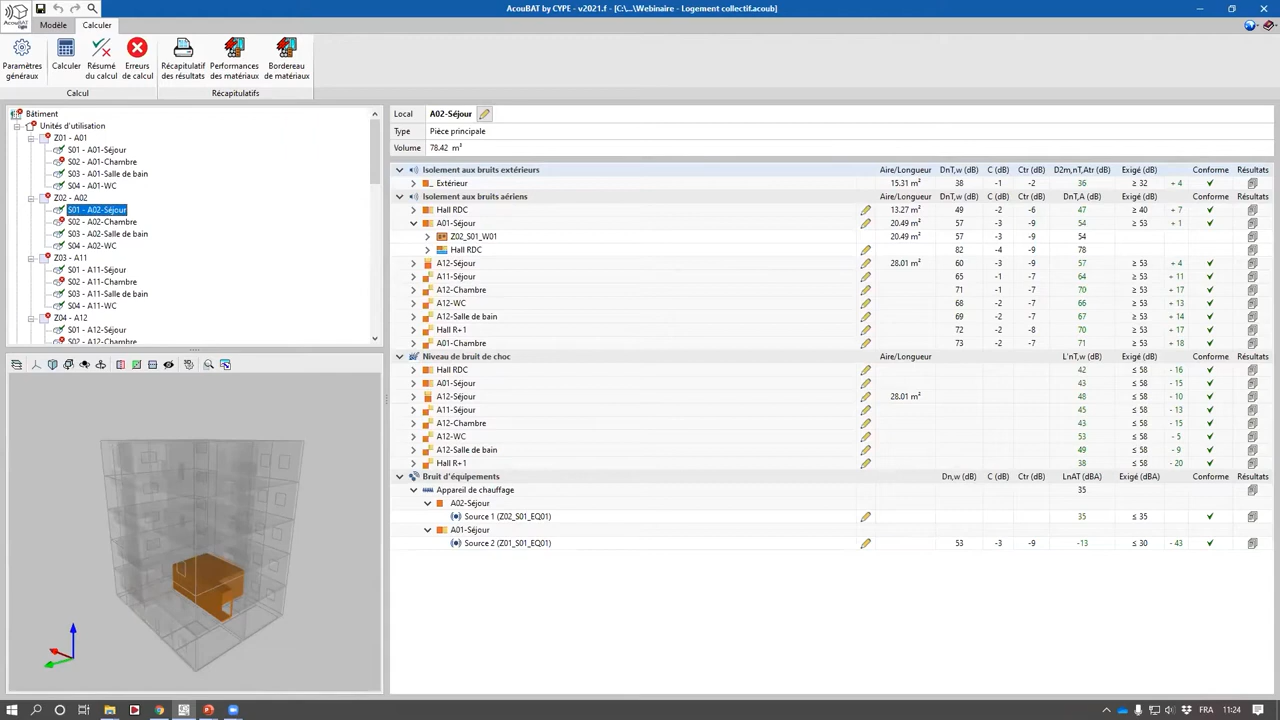 AcouBAT by CYPE - v2021.f - [C:\...\Webinaire - Logement collectif.acoub]
AcouBAT
Modèle Calculer
Paramètres généraux Calculer Résumé du calcul Erreurs de calcul Récapitulatif des résultats Performances des matériaux Bordereau de matériaux
Calcul Récapitulatifs
Bâtiment
Unités d'utilisation
Z01 - A01
S01 - A01-Séjour
S02 - A01-Chambre
S03 - A01-Salle de bain
S04 - A01-WC
Z02 - A02
S01 - A02-Séjour
S02 - A02-Chambre
S03 - A02-Salle de bain
S04 - A02-WC
Z03 - A11
S01 - A11-Séjour
S02 - A11-Chambre
S03 - A11-Salle de bain
S04 - A11-WC
Z04 - A12
S01 - A12-Séjour
S02 - A12-Chambre
Local A02-Séjour
Type Pièce principale
Volume 78.42 m³
Isolement aux bruits extérieurs Aire/Longueur DnT,w (dB) C (dB) Ctr (dB) D2m,nT,Atr (dB) Exigé (dB) Conforme Résultats
Extérieur 15.31 m² 38 -1 -2 36 ≥ 32 + 4
Isolement aux bruits aériens Aire/Longueur DnT,w (dB) C (dB) Ctr (dB) DnT,A (dB) Exigé (dB) Conforme Résultats
Hall RDC 13.27 m² 49 -2 -6 47 ≥ 40 + 7
A01-Séjour 20.49 m² 57 -3 -9 54 ≥ 53 + 1
Z02_S01_W01 20.49 m² 57 -3 -9 54
Hall RDC 82 -4 -9 78
A12-Séjour 28.01 m² 60 -3 -9 57 ≥ 53 + 4
A11-Séjour 65 -1 -7 64 ≥ 53 + 11
A12-Chambre 71 -1 -7 70 ≥ 53 + 17
A12-WC 68 -2 -7 66 ≥ 53 + 13
A12-Salle de bain 69 -2 -7 67 ≥ 53 + 14
Hall R+1 72 -2 -8 70 ≥ 53 + 17
A01-Chambre 73 -2 -7 71 ≥ 53 + 18
Niveau de bruit de choc Aire/Longueur L'nT,w (dB) Exigé (dB) Conforme Résultats
Hall RDC 42 ≤ 58 - 16
A01-Séjour 43 ≤ 58 - 15
A12-Séjour 28.01 m² 48 ≤ 58 - 10
A11-Séjour 45 ≤ 58 - 13
A12-Chambre 43 ≤ 58 - 15
A12-WC 53 ≤ 58 - 5
A12-Salle de bain 49 ≤ 58 - 9
Hall R+1 38 ≤ 58 - 20
Bruit d'équipements Dn,w (dB) C (dB) Ctr (dB) LnAT (dBA) Exigé (dBA) Conforme Résultats
Appareil de chauffage 35
A02-Séjour
Source 1 (Z02_S01_EQ01) 35 ≤ 35
A01-Séjour
Source 2 (Z01_S01_EQ01) 53 -3 -9 -13 ≤ 30 - 43
FRA 11:24